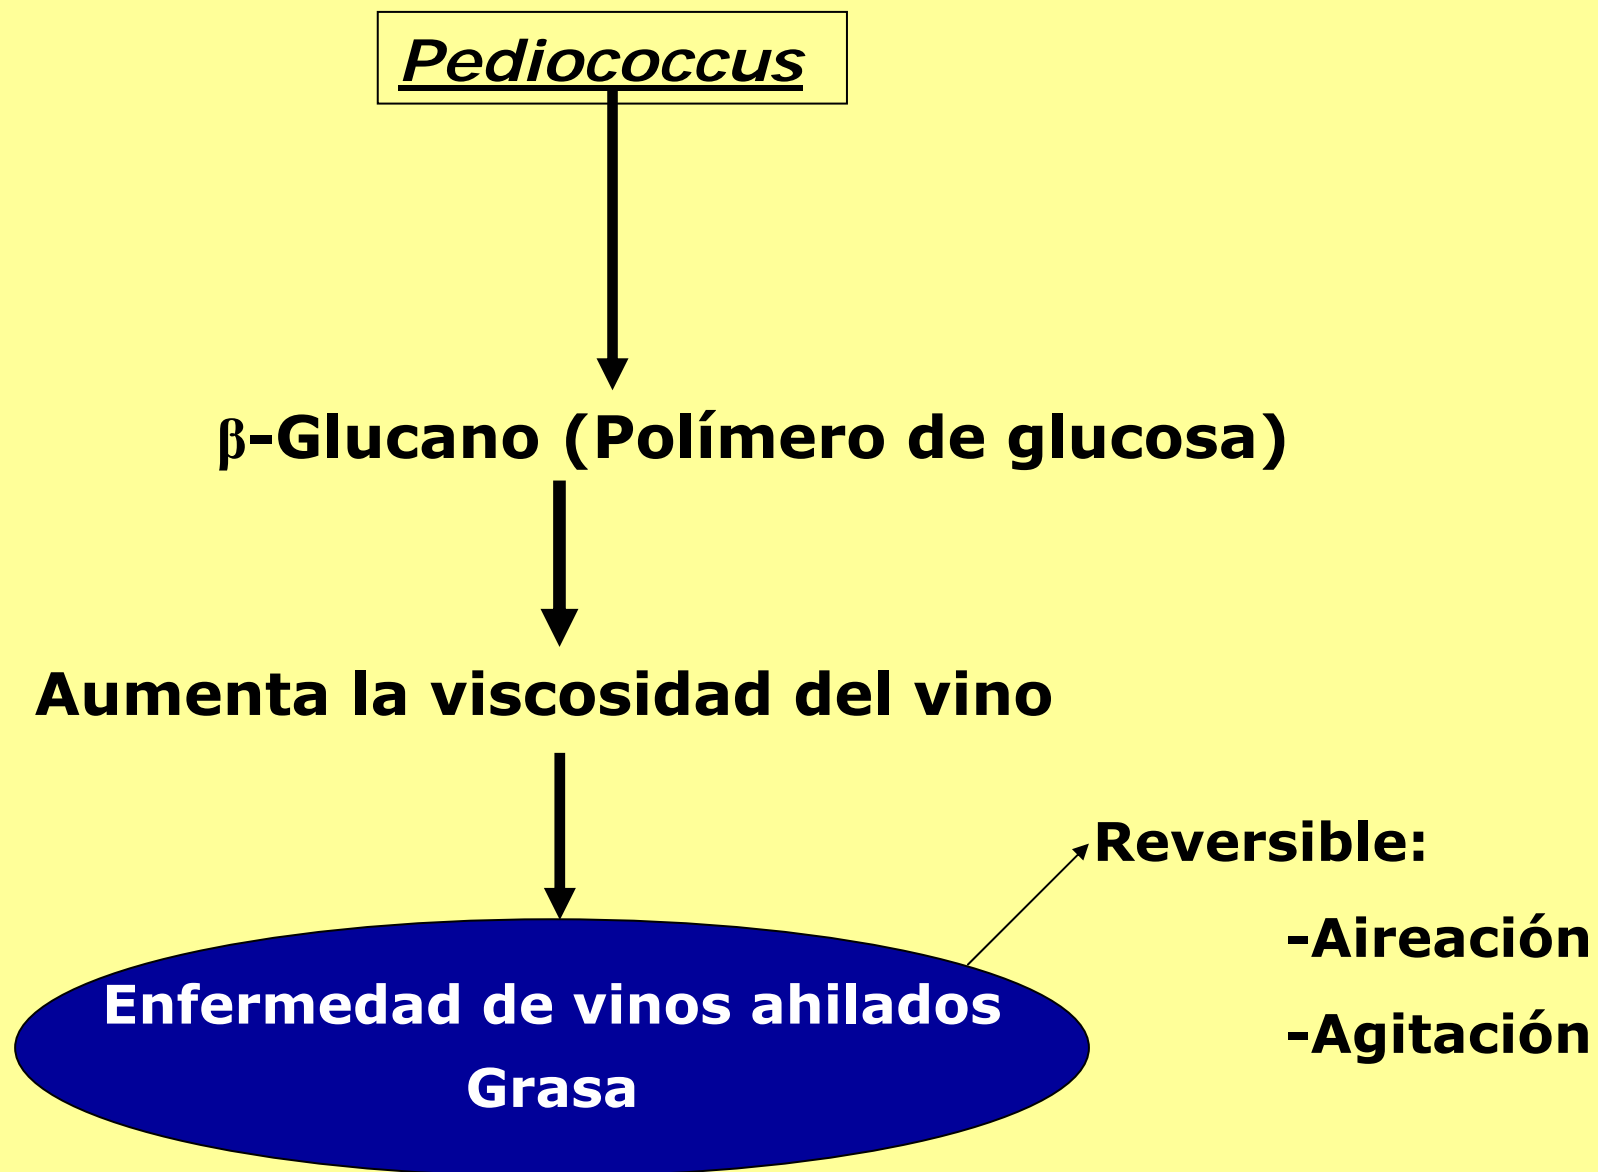 Pediococcus
β-Glucano (Polímero de glucosa)
Aumenta la viscosidad del vino
Reversible:
-Aireación
-Agitación
Enfermedad de vinos ahilados
Grasa